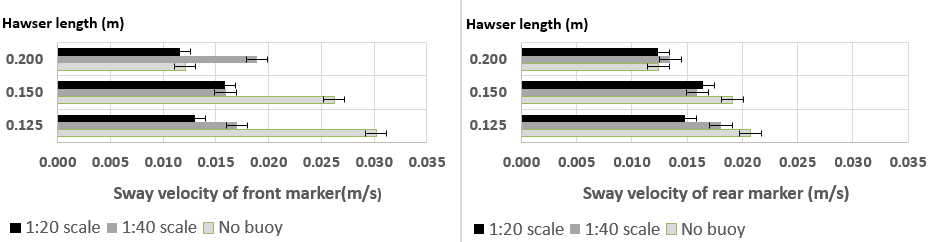 Hawser length (m)
0.200
0.150
0.125
0.000 0.005 0.010 0.015 0.020 0.025 0.030 0.035
Sway velocity of front marker(m/s)
1:20 scale 1:40 scale No buoy
Hawser length (m)
0.200
0.150
0.125
0.000 0.005 0.010 0.015 0.020 0.025 0.030 0.035
Sway velocity of rear marker (m/s)
1:20 scale 1:40 scale No buoy